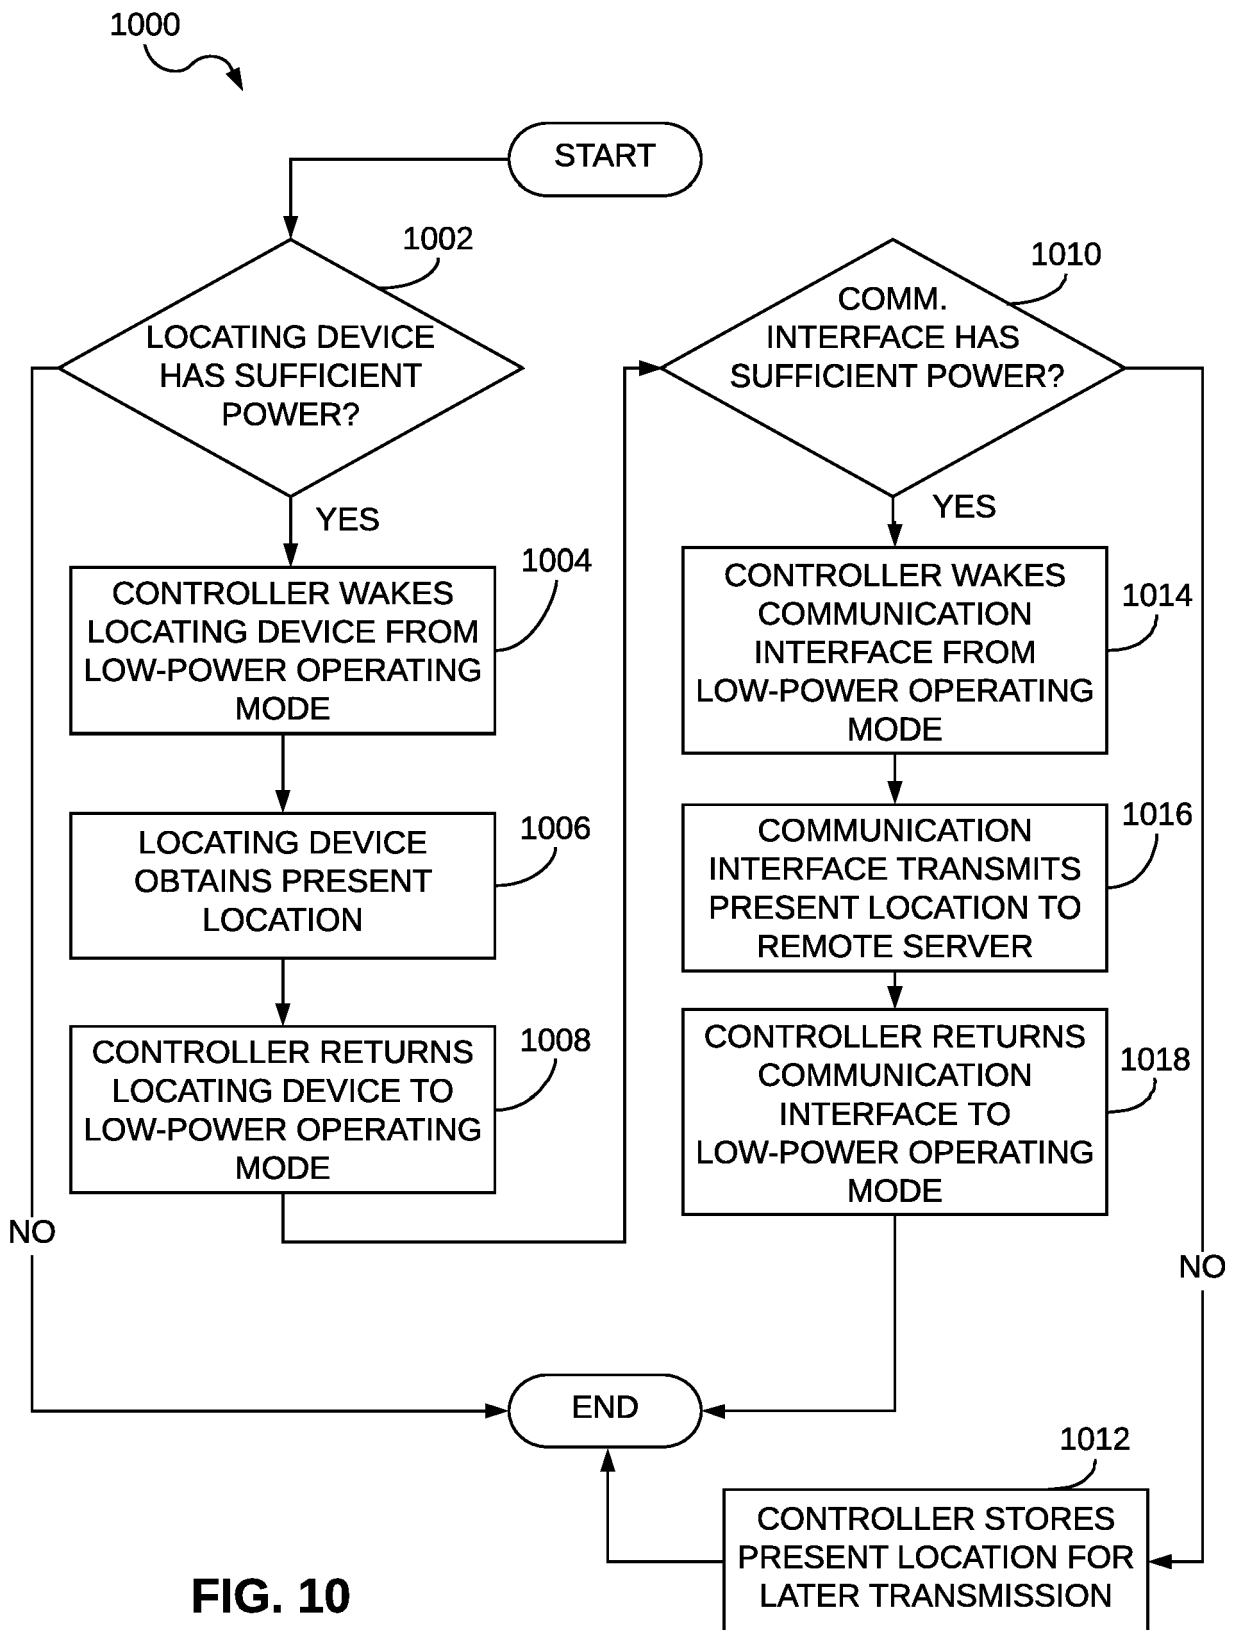 1000
START
1002
LOCATING DEVICE
HAS SUFFICIENT
POWER?
YES
1004
CONTROLLER WAKES
LOCATING DEVICE FROM
LOW-POWER OPERATING
MODE
1006
LOCATING DEVICE
OBTAINS PRESENT
LOCATION
1008
CONTROLLER RETURNS
LOCATING DEVICE TO
LOW-POWER OPERATING
MODE
NO
1010
COMM.
INTERFACE HAS
SUFFICIENT POWER?
YES
1014
CONTROLLER WAKES
COMMUNICATION
INTERFACE FROM
LOW-POWER OPERATING
MODE
1016
COMMUNICATION
INTERFACE TRANSMITS
PRESENT LOCATION TO
REMOTE SERVER
1018
CONTROLLER RETURNS
COMMUNICATION
INTERFACE TO
LOW-POWER OPERATING
MODE
NO
END
1012
CONTROLLER STORES
PRESENT LOCATION FOR
LATER TRANSMISSION
FIG. 10